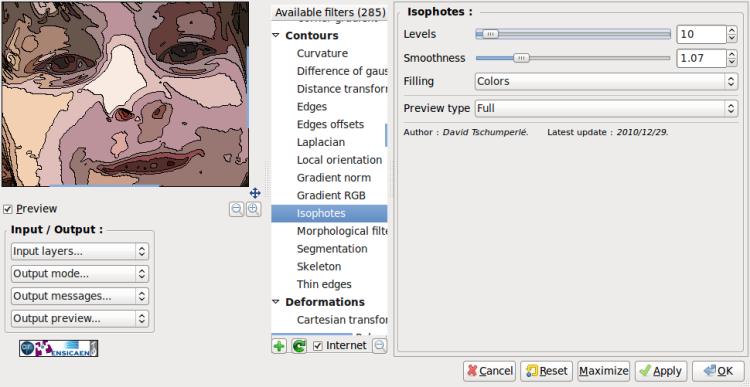 Available filters (285)
Contours
Curvature
Difference of gaus
Distance transfor
Edges
Edges offsets
Laplacian
Local orientation
Gradient norm
Gradient RGB
Isophotes
Morphological filte
Segmentation
Skeleton
Thin edges
Deformations
Cartesian transfor
Internet
Preview
Input / Output :
Input layers...
Output mode...
Output messages...
Output preview...
ENSICAEN
Isophotes :
Levels 10
Smoothness 1.07
Filling Colors
Preview type Full
Author : David Tschumperlé. Latest update : 2010/12/29.
Cancel Reset Maximize Apply OK